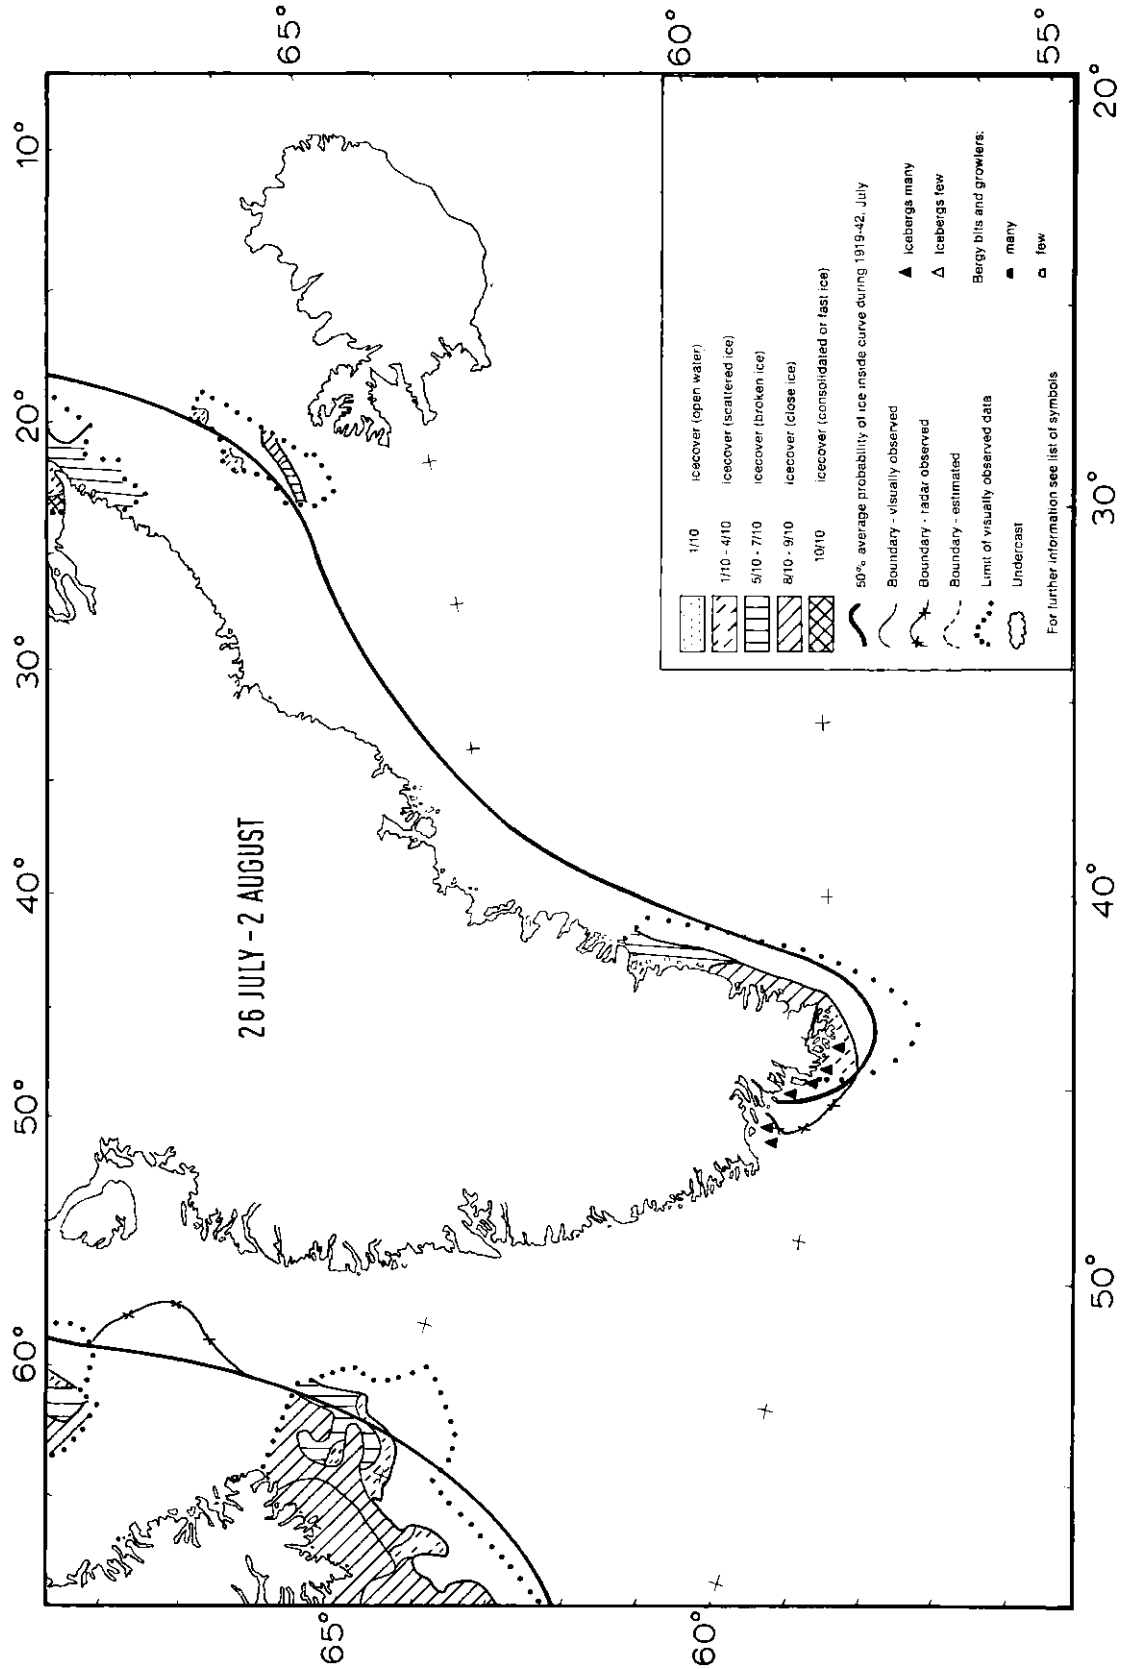 26 JULY - 2 AUGUST
60°
50°
40°
30°
20°
10°
65°
60°
65°
60°
55°
50°
40°
30°
20°
1/10 icecover (open water)
1/10 - 4/10 icecover (scattered ice)
5/10 - 7/10 icecover (broken ice)
8/10 - 9/10 icecover (close ice)
10/10 icecover (consolidated or fast ice)
50% average probability of ice inside curve during 1919-42, July
Boundary - visually observed
Boundary - radar observed
Boundary - estimated
Limit of visually observed data
Undercast
Icebergs many
Icebergs few
Bergy bits and growlers:
many
few
For further information see list of symbols